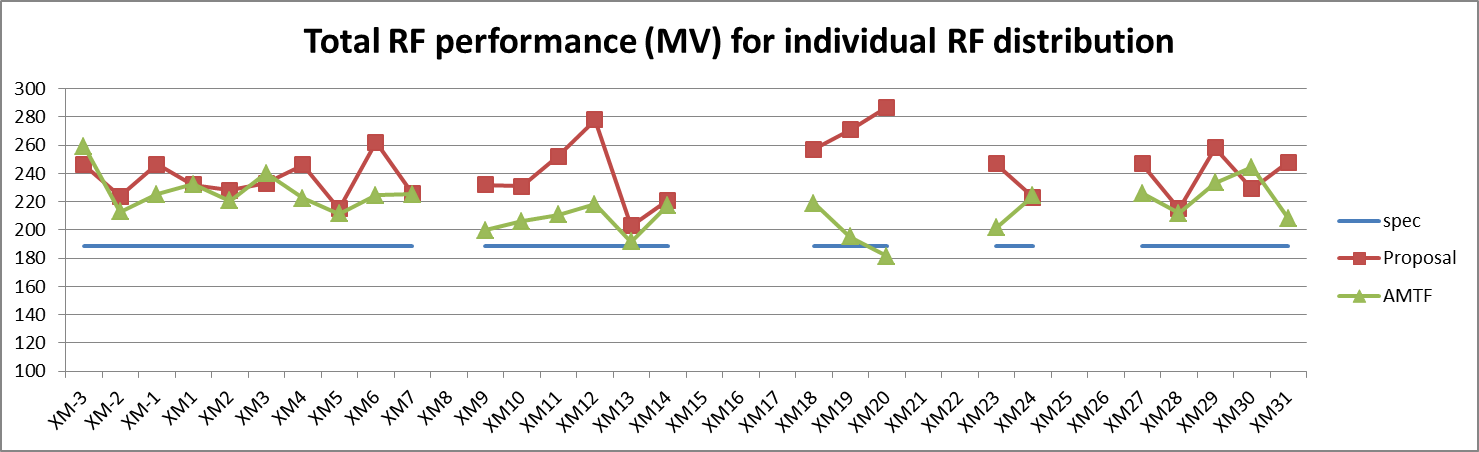 Total RF performance (MV) for individual RF distribution
300
280
260
240
220
200
180
160
140
120
100
XM-3
XM-2
XM-1
XM1
XM2
XM3
XM4
XM5
XM6
XM7
XM8
XM9
XM10
XM11
XM12
XM13
XM14
XM15
XM16
XM17
XM18
XM19
XM20
XM21
XM22
XM23
XM24
XM25
XM26
XM27
XM28
XM29
XM30
XM31
spec
Proposal
AMTF